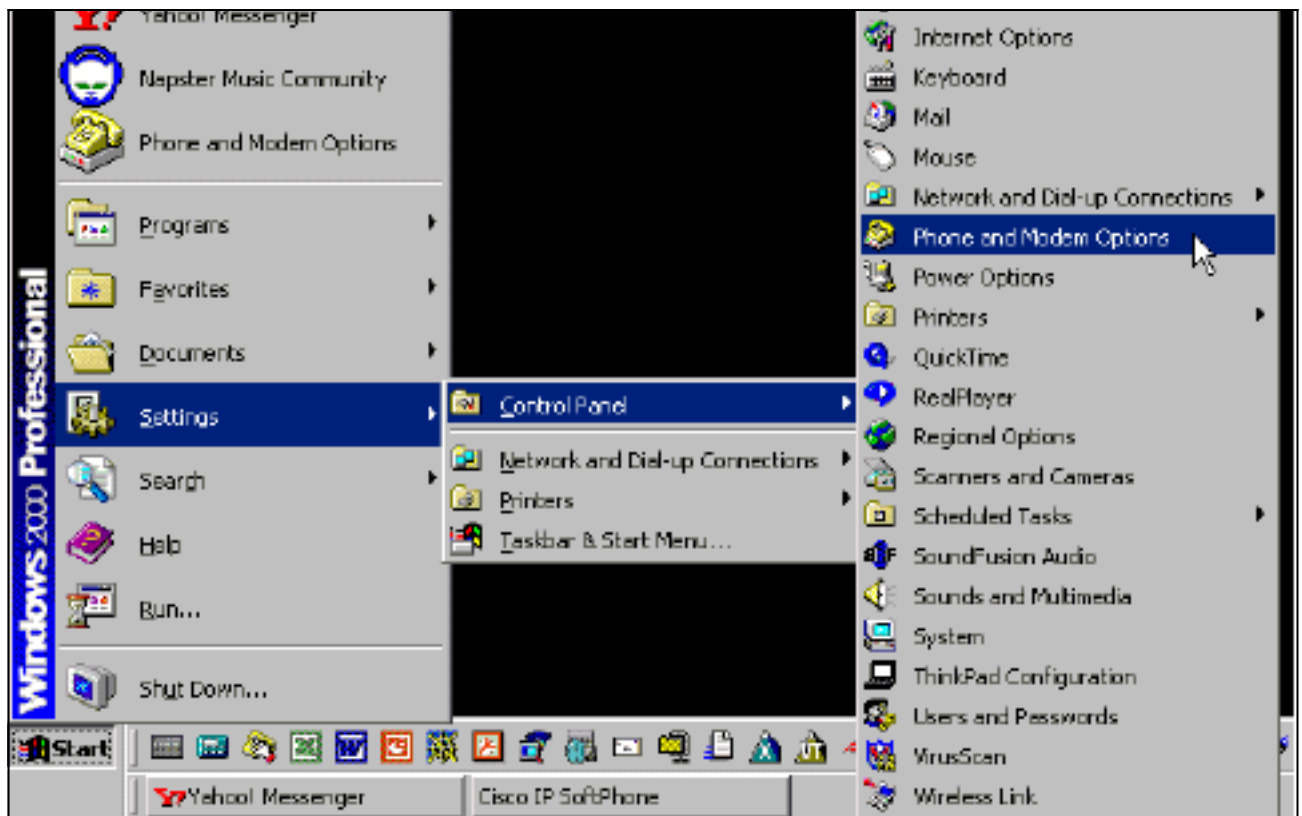 Yahoo! Messenger
Napster Music Community
Phone and Modem Options
Programs
Favorites
Documents
Settings
Search
Help
Run...
Shut Down...
Windows 2000 Professional
Control Panel
Network and Dial-up Connections
Printers
Taskbar & Start Menu...
Internet Options
Keyboard
Mail
Mouse
Network and Dial-up Connections
Phone and Modem Options
Power Options
Printers
QuickTime
RealPlayer
Regional Options
Scanners and Cameras
Scheduled Tasks
SoundFusion Audio
Sounds and Multimedia
System
ThinkPad Configuration
Users and Passwords
VirusScan
Wireless Link
Start
Yahoo! Messenger
Cisco IP SoftPhone